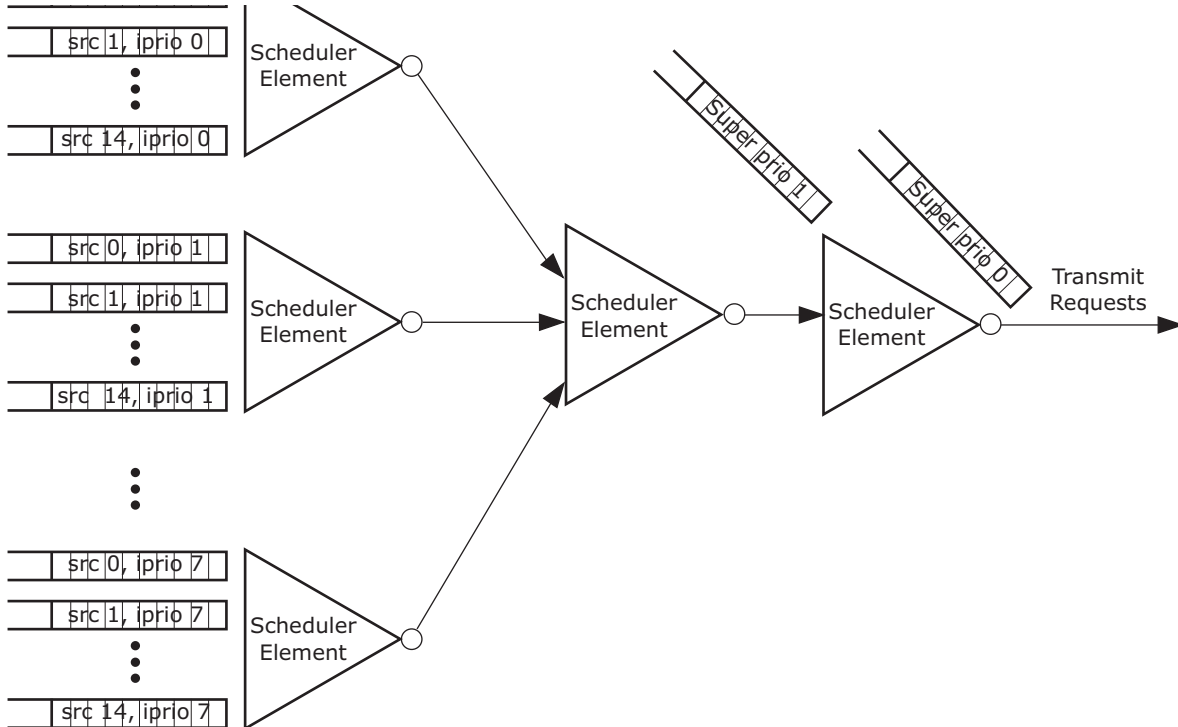 src 1, iprio 0
src 14, iprio 0
Scheduler
Element
src 0, iprio 1
src 1, iprio 1
src 14, iprio 1
Scheduler
Element
src 0, iprio 7
src 1, iprio 7
src 14, iprio 7
Scheduler
Element
Scheduler
Element
Super prio 1
Scheduler
Element
Super prio 0
Transmit
Requests